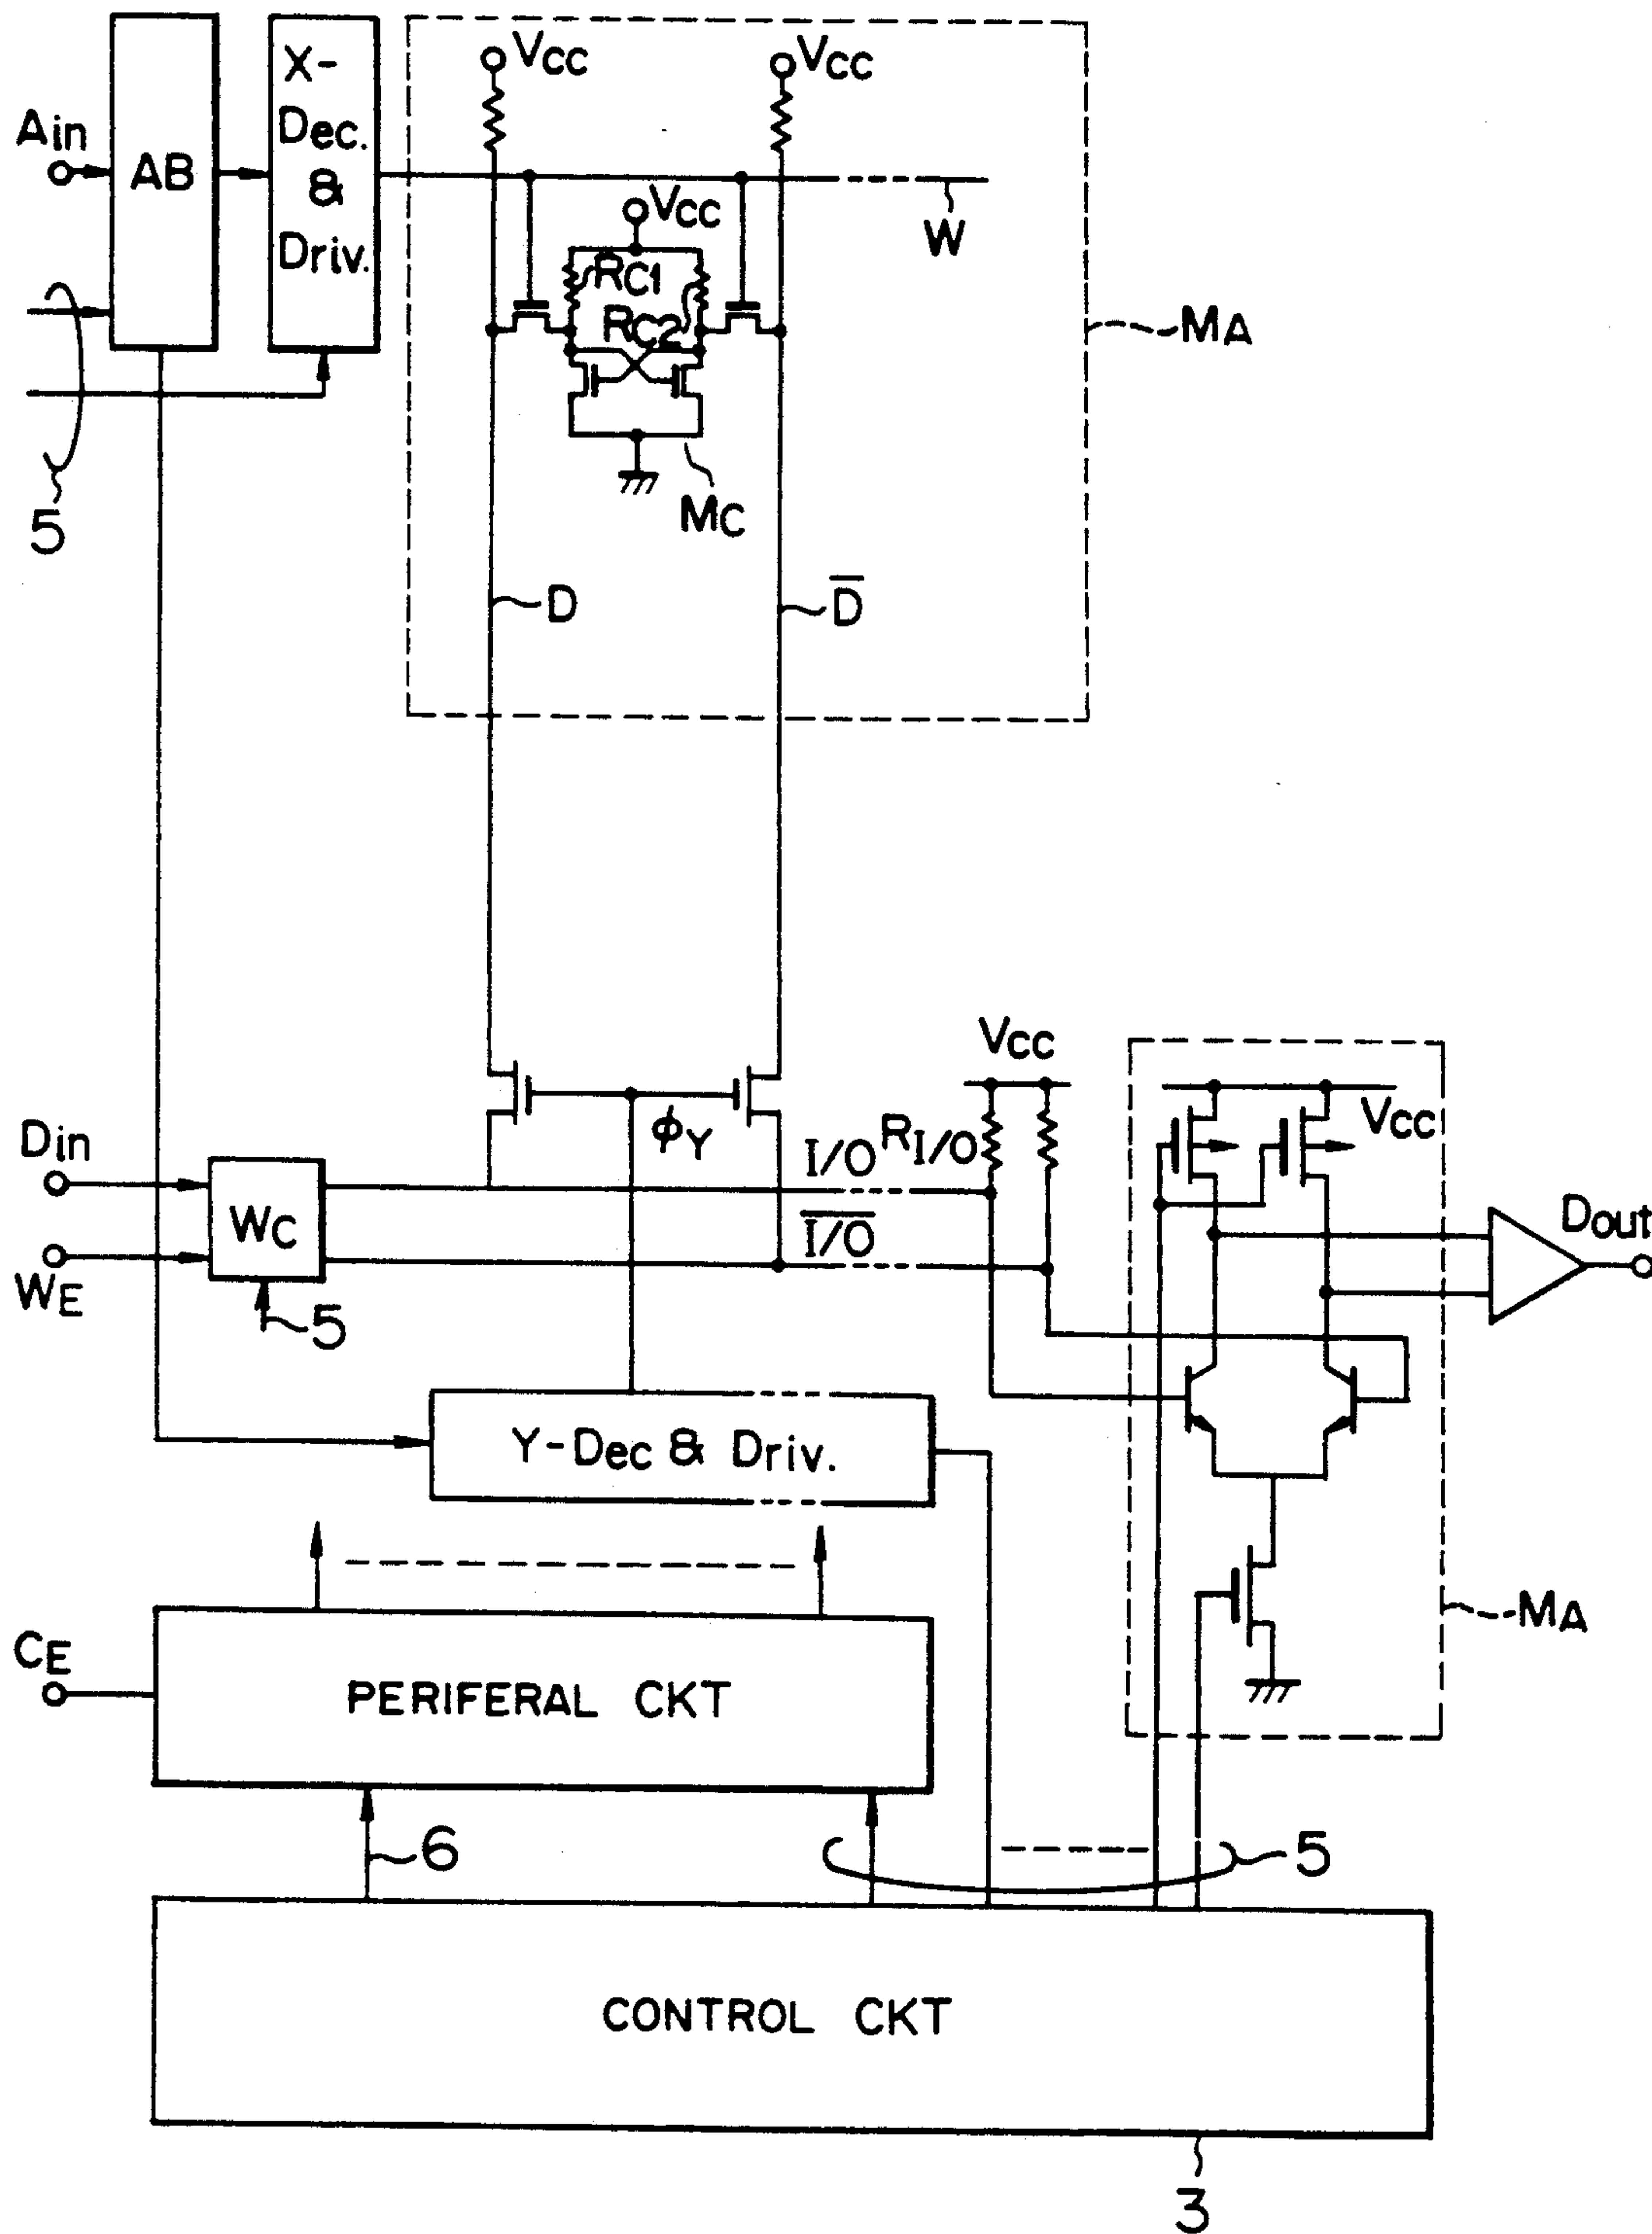 Ain
AB
X-
Dec.
&
Driv.
Vcc
Vcc
Vcc
W
RC1
RC2
MA
5
MC
D
D̅
Vcc
Din
ϕY
I/O
RI/O
Vcc
WC
I/O̅
Dout
WE
5
Y-Dec & Driv.
MA
CE
PERIFERAL CKT
6
5
CONTROL CKT
3